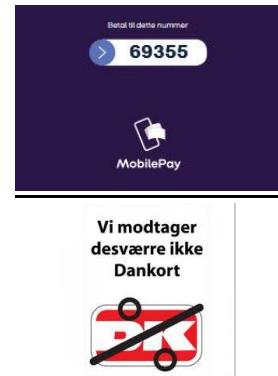 Betal til dette nummer
69355
MobilePay
Vi modtager
desværre ikke
Dankort
DK